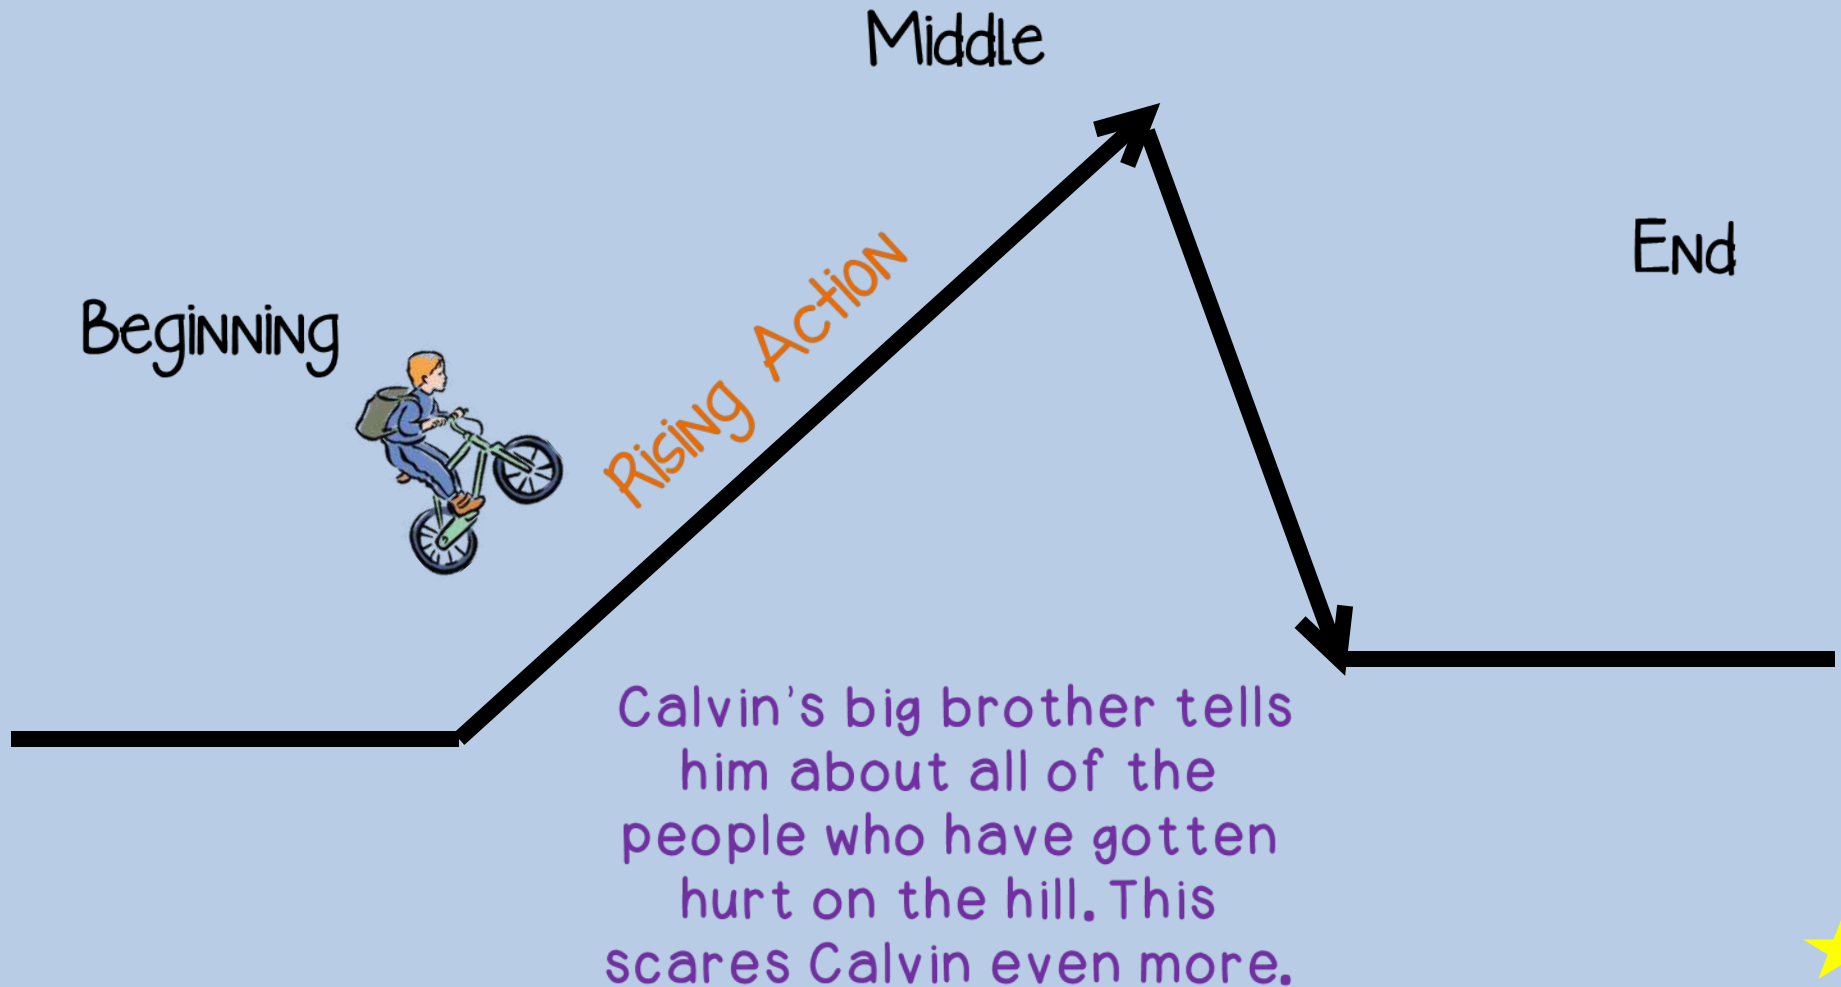 Middle
End
Beginning
Rising Action
Calvin's big brother tells
him about all of the
people who have gotten
hurt on the hill. This
scares Calvin even more.